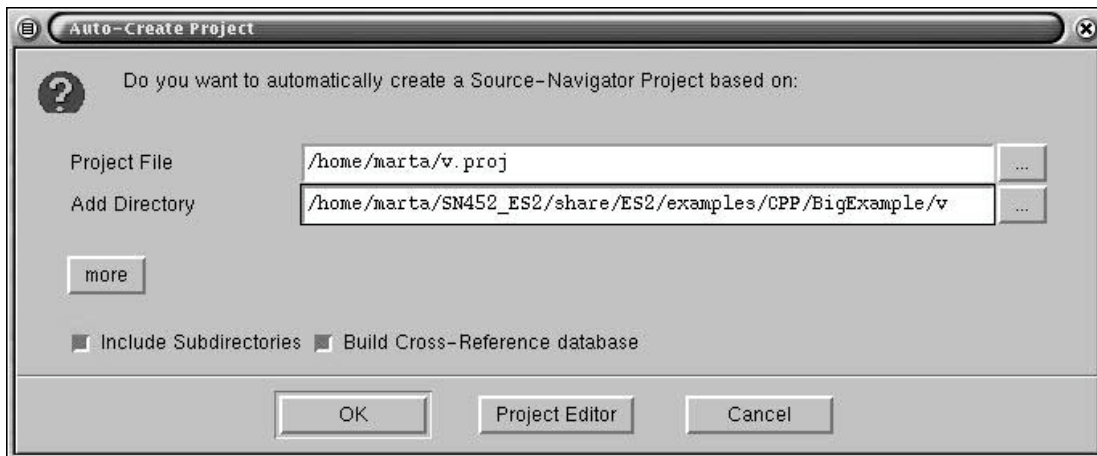 Auto-Create Project
Do you want to automatically create a Source-Navigator Project based on:
Project File /home/marta/v.proj ...
Add Directory /home/marta/SN452_ES2/share/ES2/examples/CPP/BigExample/v ...
more
Include Subdirectories Build Cross-Reference database
OK Project Editor Cancel